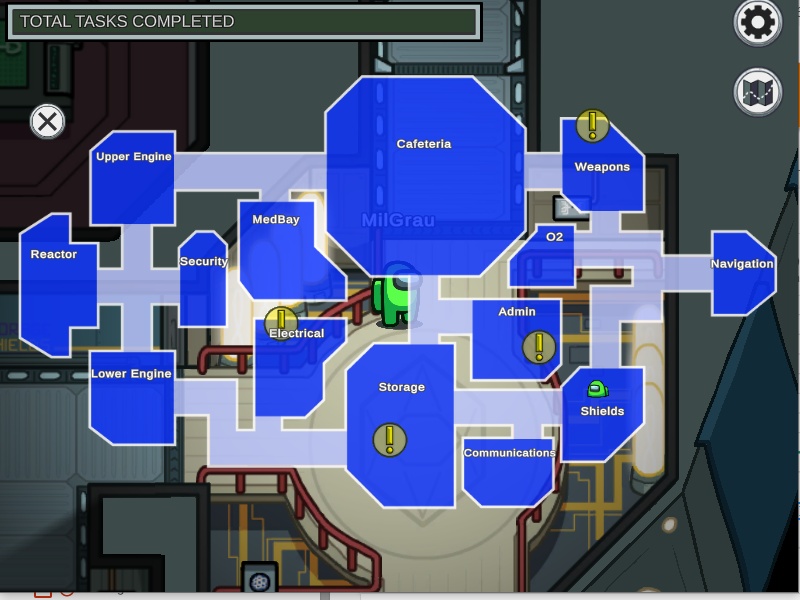 TOTAL TASKS COMPLETED
Cafeteria
Upper Engine
Weapons
MedBay
MilGrau
O2
Reactor
Security
Navigation
Admin
Electrical
Lower Engine
Storage
Shields
Communications